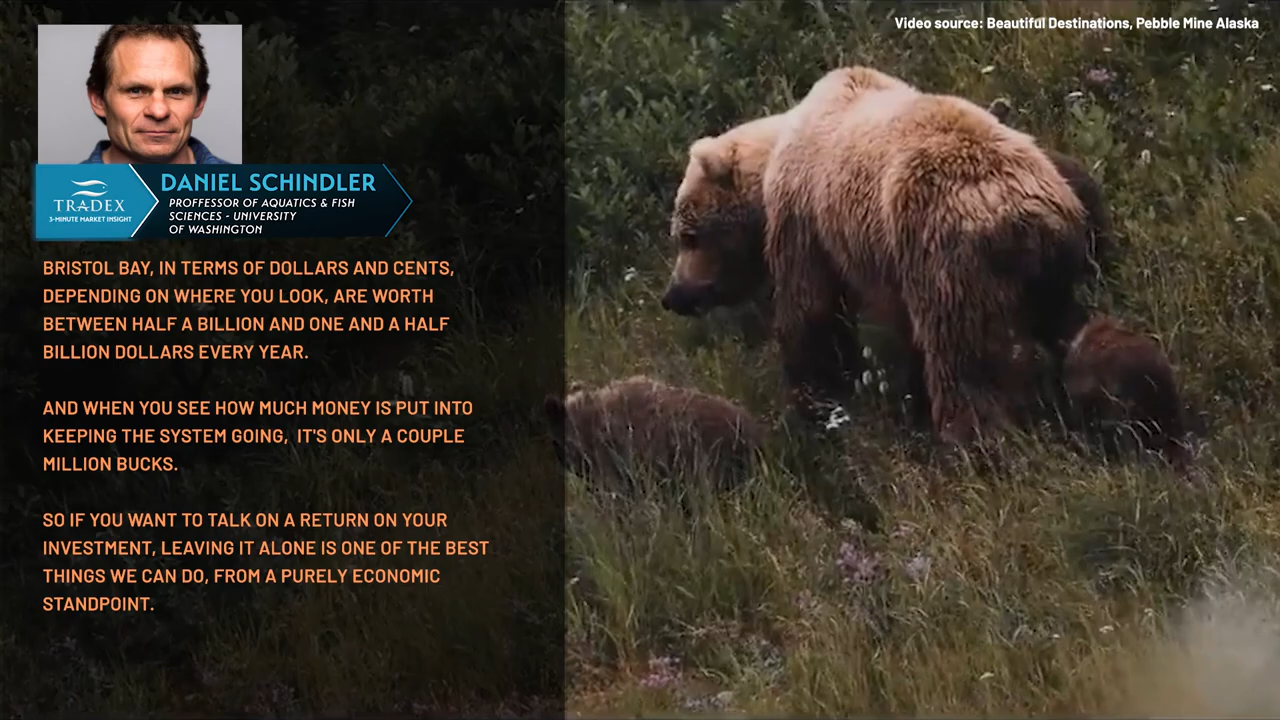 Video source: Beautiful Destinations, Pebble Mine Alaska
TRADEX
3-MINUTE MARKET INSIGHT
DANIEL SCHINDLER
PROFFESSOR OF AQUATICS & FISH
SCIENCES - UNIVERSITY
OF WASHINGTON
BRISTOL BAY, IN TERMS OF DOLLARS AND CENTS,
DEPENDING ON WHERE YOU LOOK, ARE WORTH
BETWEEN HALF A BILLION AND ONE AND A HALF
BILLION DOLLARS EVERY YEAR.
AND WHEN YOU SEE HOW MUCH MONEY IS PUT INTO
KEEPING THE SYSTEM GOING, IT'S ONLY A COUPLE
MILLION BUCKS.
SO IF YOU WANT TO TALK ON A RETURN ON YOUR
INVESTMENT, LEAVING IT ALONE IS ONE OF THE BEST
THINGS WE CAN DO, FROM A PURELY ECONOMIC
STANDPOINT.